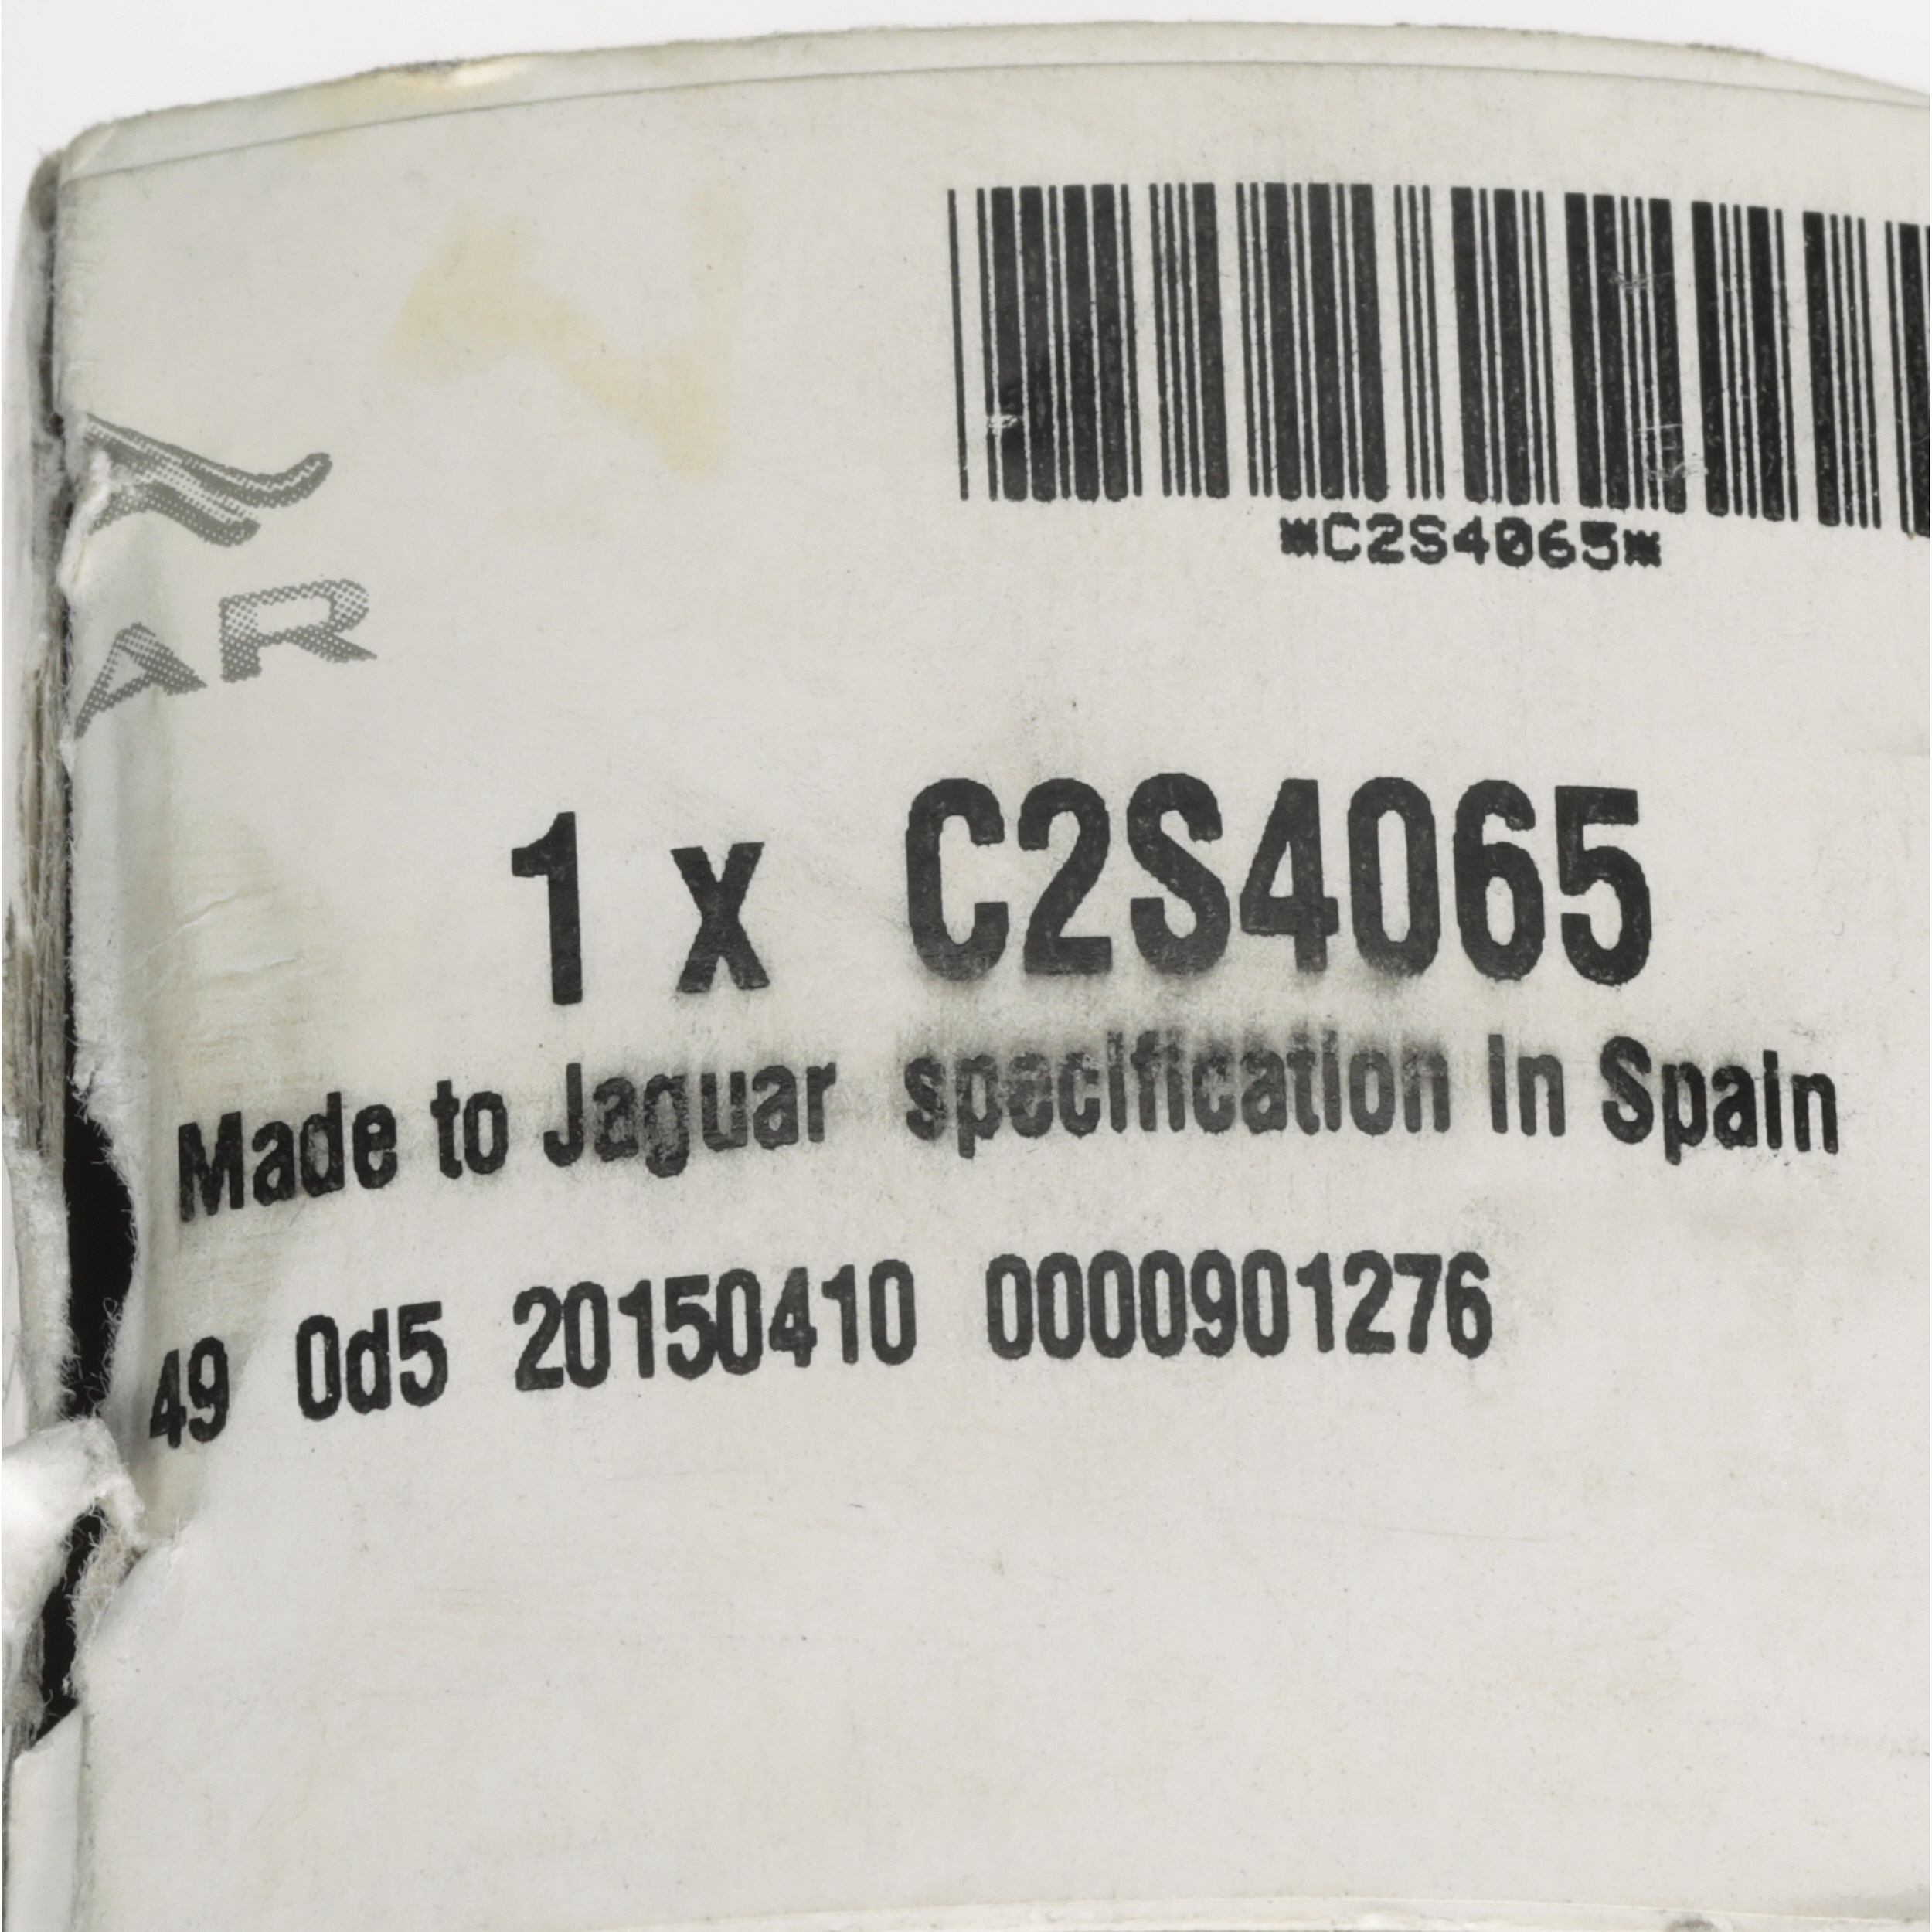 *C2S4065*
AR
1 x C2S4065
Made to Jaguar specification in Spain
49 0d5 20150410 0000901276